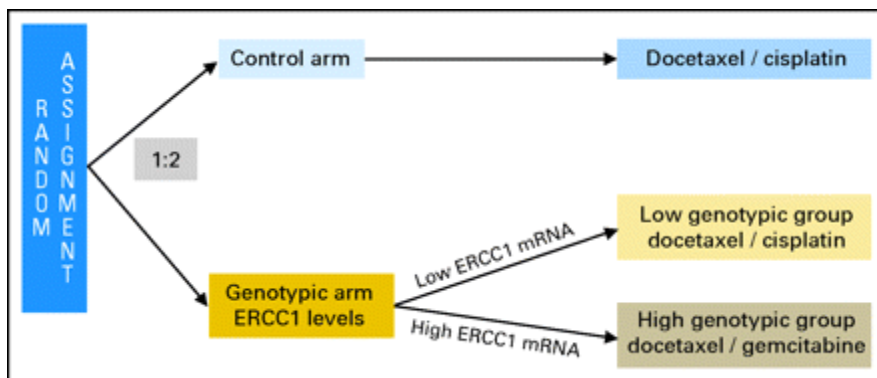 RANDOM
ASSIGNMENT
Control arm
Docetaxel / cisplatin
1:2
Low ERCC1 mRNA
Low genotypic group
docetaxel / cisplatin
Genotypic arm
ERCC1 levels
High ERCC1 mRNA
High genotypic group
docetaxel / gemcitabine